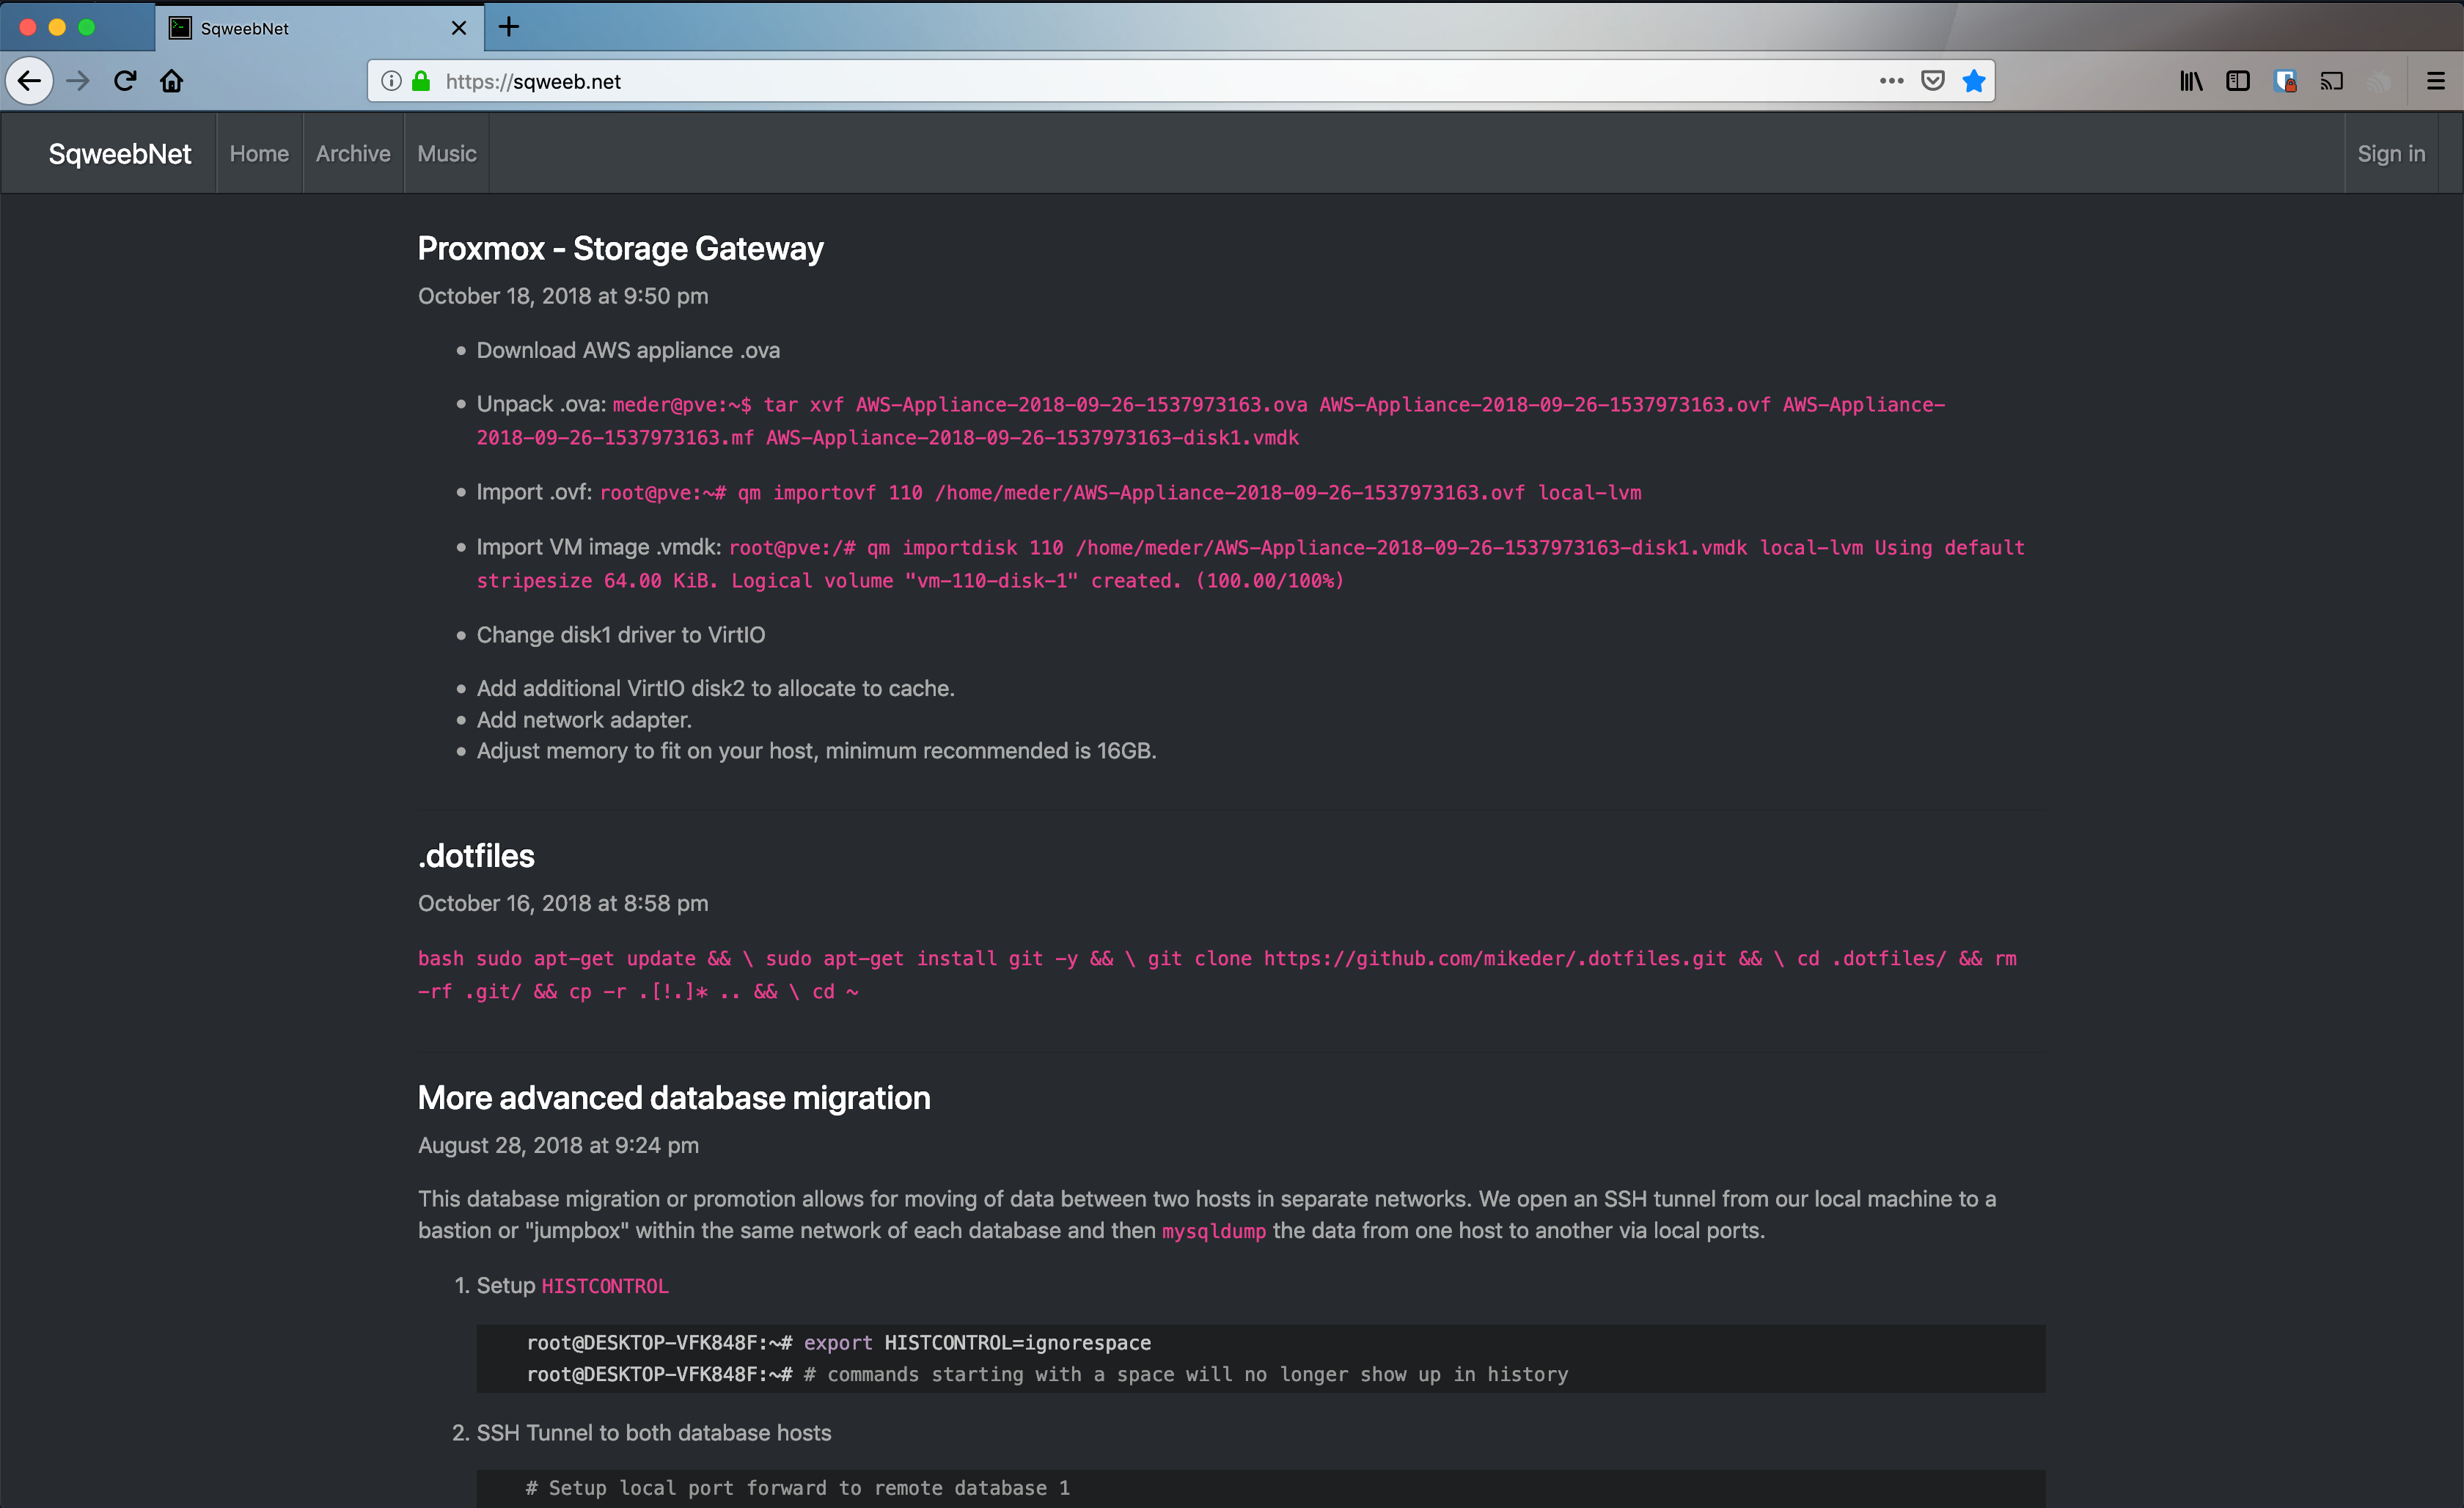 SqweebNet
https://sqweeb.net
SqweebNet Home Archive Music Sign in
Proxmox - Storage Gateway
October 18, 2018 at 9:50 pm
• Download AWS appliance .ova
• Unpack .ova: meder@pve:~$ tar xvf AWS-Appliance-2018-09-26-1537973163.ova AWS-Appliance-2018-09-26-1537973163.ovf AWS-Appliance-
2018-09-26-1537973163.mf AWS-Appliance-2018-09-26-1537973163-disk1.vmdk
• Import .ovf: root@pve:~# qm importovf 110 /home/meder/AWS-Appliance-2018-09-26-1537973163.ovf local-lvm
• Import VM image .vmdk: root@pve:/# qm importdisk 110 /home/meder/AWS-Appliance-2018-09-26-1537973163-disk1.vmdk local-lvm Using default
stripesize 64.00 KiB. Logical volume "vm-110-disk-1" created. (100.00/100%)
• Change disk1 driver to VirtIO
• Add additional VirtIO disk2 to allocate to cache.
• Add network adapter.
• Adjust memory to fit on your host, minimum recommended is 16GB.
.dotfiles
October 16, 2018 at 8:58 pm
bash sudo apt-get update && \ sudo apt-get install git -y && \ git clone https://github.com/mikeder/.dotfiles.git && \ cd .dotfiles/ && rm
-rf .git/ && cp -r .[!.]* .. && \ cd ~
More advanced database migration
August 28, 2018 at 9:24 pm
This database migration or promotion allows for moving of data between two hosts in separate networks. We open an SSH tunnel from our local machine to a
bastion or "jumpbox" within the same network of each database and then mysqldump the data from one host to another via local ports.
1. Setup HISTCONTROL
root@DESKTOP-VFK848F:~# export HISTCONTROL=ignorespace
root@DESKTOP-VFK848F:~# # commands starting with a space will no longer show up in history
2. SSH Tunnel to both database hosts
# Setup local port forward to remote database 1